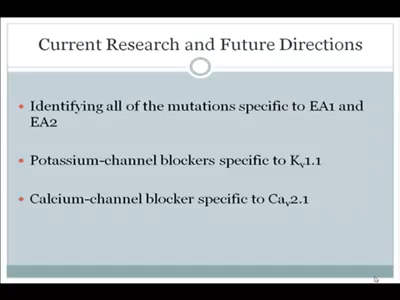 Current Research and Future Directions
Identifying all of the mutations specific to EA1 and
EA2
Potassium-channel blockers specific to Kv1.1
Calcium-channel blocker specific to Cav2.1